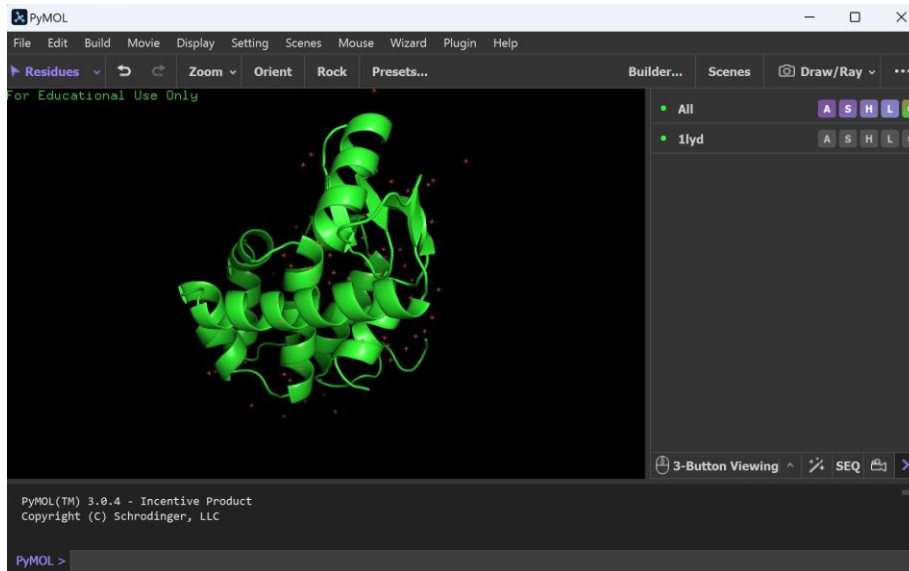 PyMOL
File Edit Build Movie Display Setting Scenes Mouse Wizard Plugin Help
Residues Zoom Orient Rock Presets... Builder... Scenes Draw/Ray ...
For Educational Use Only
All A S H L
1lyd A S H L
3-Button Viewing SEQ
PyMOL(TM) 3.0.4 - Incentive Product
Copyright (C) Schrodinger, LLC
PyMOL >